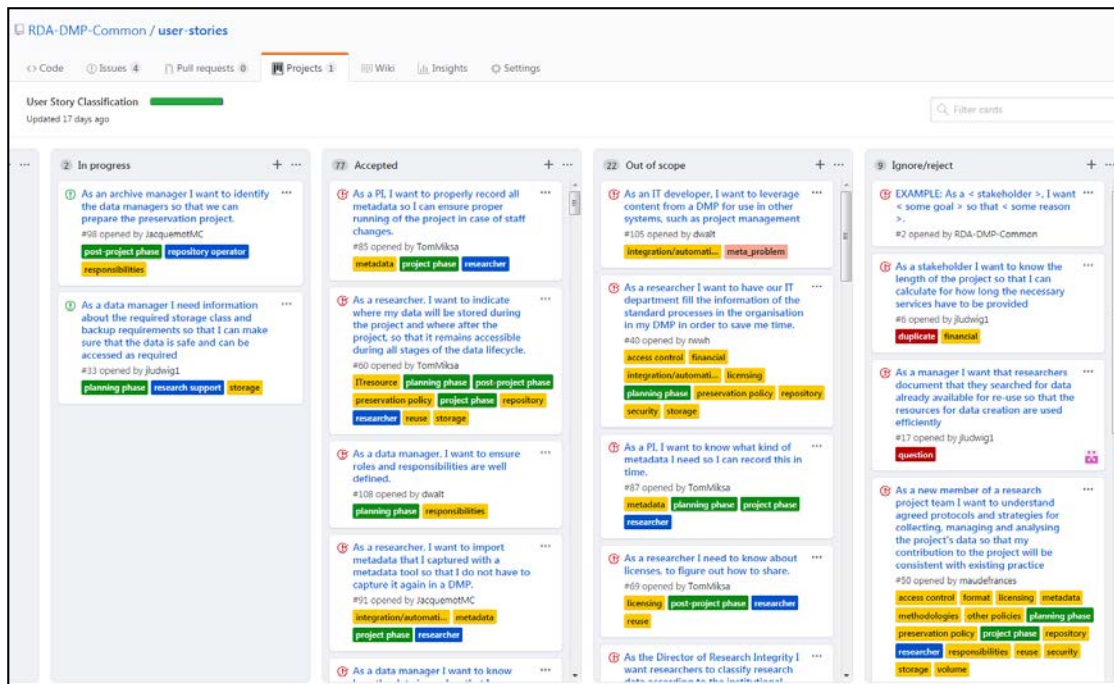 RDA-DMP-Common / user-stories
Code Issues 4 Pull requests 0 Projects 1 Wiki Insights Settings
User Story Classification
Updated 17 days ago
Filter cards
2 In progress
As an archive manager I want to identify
the data managers so that we can
prepare the preservation project.
#98 opened by JacquemotMC
post-project phase repository operator
responsibilities
As a data manager I need information
about the required storage class and
backup requirements so that I can make
sure that the data is safe and can be
accessed as required
#33 opened by jludwig1
planning phase research support storage
77 Accepted
As a PI, I want to properly record all
metadata so I can ensure proper
running of the project in case of staff
changes.
#85 opened by TomMiksa
metadata project phase researcher
As a researcher, I want to indicate
where my data will be stored during
the project and where after the
project, so that it remains accessible
during all stages of the data lifecycle.
#60 opened by TomMiksa
ITresource planning phase post-project phase
preservation policy project phase repository
researcher reuse storage
As a data manager, I want to ensure
roles and responsibilities are well
defined.
#108 opened by dwalt
planning phase responsibilities
As a researcher, I want to import
metadata that I captured with a
metadata tool so that I do not have to
capture it again in a DMP.
#91 opened by JacquemotMC
integration/automati... metadata
project phase researcher
As a data manager I want to know
22 Out of scope
As an IT developer, I want to leverage
content from a DMP for use in other
systems, such as project management
#105 opened by dwalt
integration/automati... meta_problem
As a researcher I want to have our IT
department fill the information of the
standard processes in the organisation
in my DMP in order to save me time.
#40 opened by rwwh
access control financial
integration/automati... licensing
planning phase preservation policy repository
security storage
As a PI, I want to know what kind of
metadata I need so I can record this in
time.
#87 opened by TomMiksa
metadata planning phase project phase
researcher
As a researcher I need to know about
licenses, to figure out how to share.
#69 opened by TomMiksa
licensing post-project phase researcher
reuse
As the Director of Research Integrity I
want researchers to classify research
data according to the institutional
9 Ignore/reject
EXAMPLE: As a < stakeholder >, I want
< some goal > so that < some reason
>.
#2 opened by RDA-DMP-Common
As a stakeholder I want to know the
length of the project so that I can
calculate for how long the necessary
services have to be provided
#6 opened by jludwig1
duplicate financial
As a manager I want that researchers
document that they searched for data
already available for re-use so that the
resources for data creation are used
efficiently
#17 opened by jludwig1
question
As a new member of a research
project team I want to understand
agreed protocols and strategies for
collecting, managing and analysing
the project's data so that my
contribution to the project will be
consistent with existing practice
#50 opened by maudefrances
access control format licensing metadata
methodologies other policies planning phase
preservation policy project phase repository
researcher responsibilities reuse security
storage volume